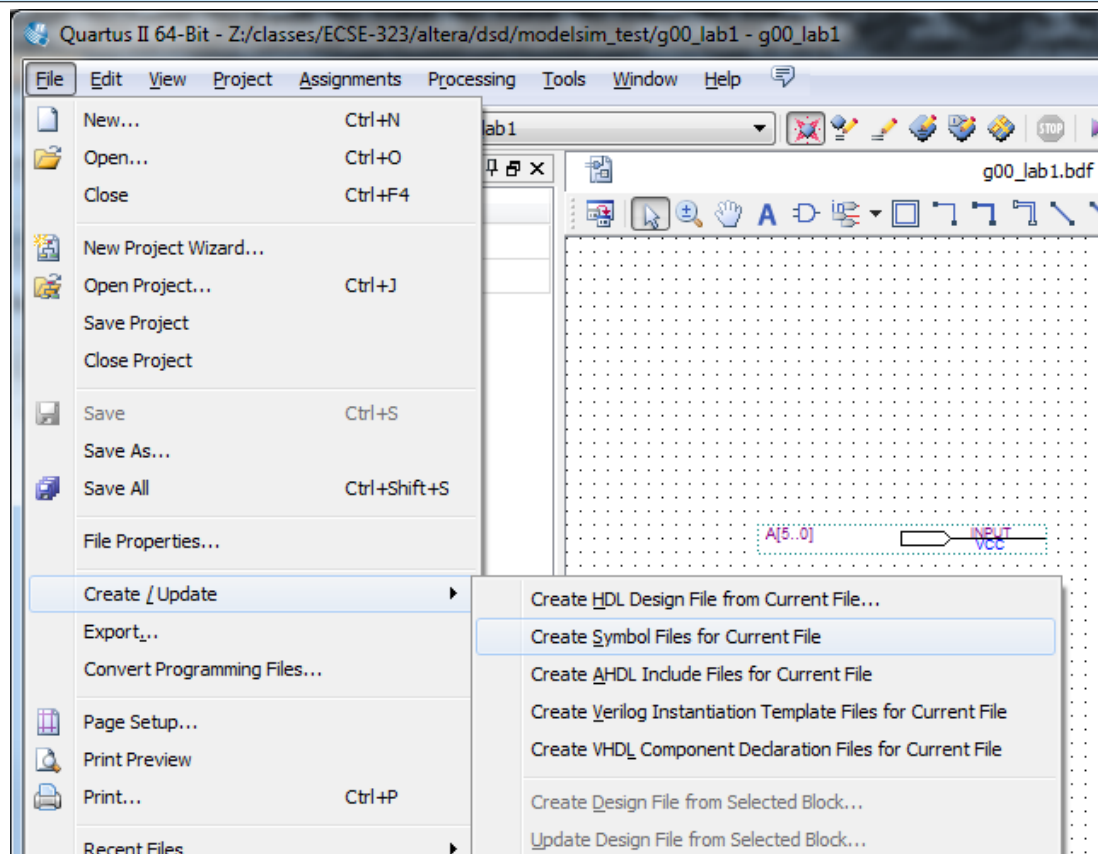 Quartus II 64-Bit - Z:/classes/ECSE-323/altera/dsd/modelsim_test/g00_lab1 - g00_lab1
File Edit View Project Assignments Processing Tools Window Help
New... Ctrl+N
lab1
STOP
Open... Ctrl+O
g00_lab1.bdf
Close Ctrl+F4
A
New Project Wizard...
Open Project... Ctrl+J
Save Project
Close Project
Save Ctrl+S
Save As...
Save All Ctrl+Shift+S
A[5..0] INPUT
VCC
File Properties...
Create / Update
Create HDL Design File from Current File...
Export...
Create Symbol Files for Current File
Convert Programming Files...
Create AHDL Include Files for Current File
Page Setup...
Create Verilog Instantiation Template Files for Current File
Print Preview
Create VHDL Component Declaration Files for Current File
Print... Ctrl+P
Create Design File from Selected Block...
Update Design File from Selected Block...
Recent Files